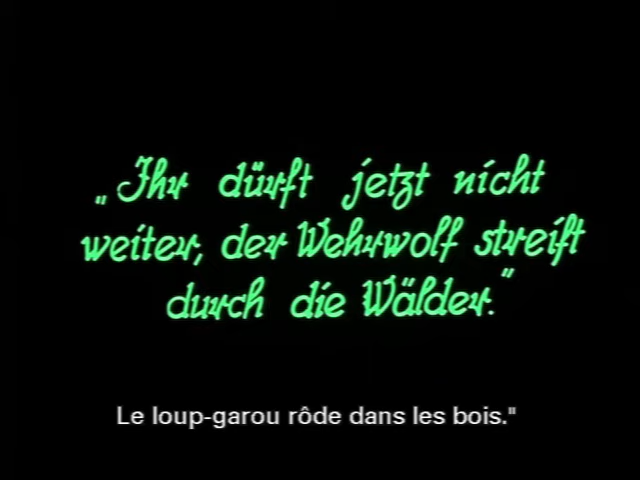 „Ihr dürft jetzt nicht
weiter, der Wehrwolf streift
durch die Wälder."
Le loup-garou rôde dans les bois."